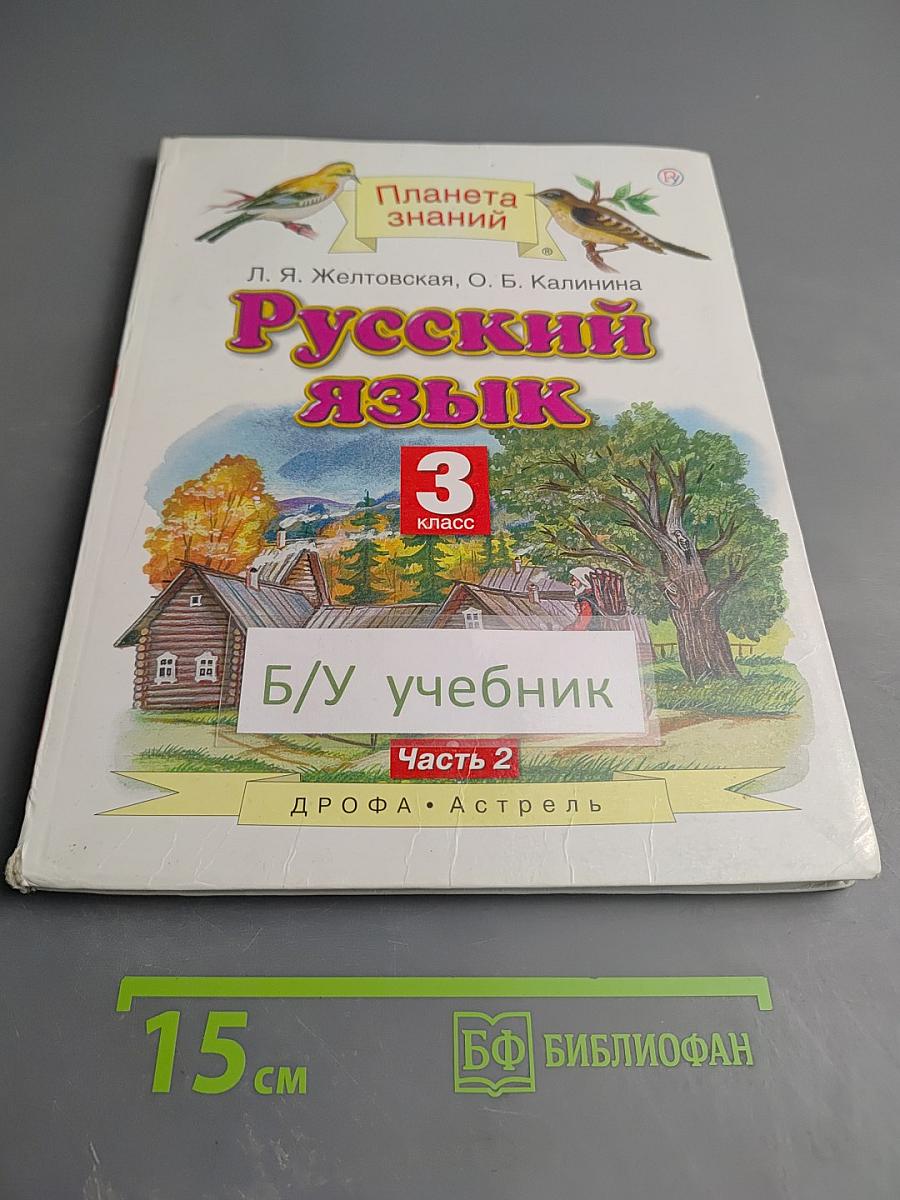 Планета
знаний
®
Л. Я. Желтовская, О. Б. Калинина
Русский
язык
3
класс
Б/У учебник
Часть 2
ДРОФА • Астрель
15 см
БФ БИБЛИОФАН